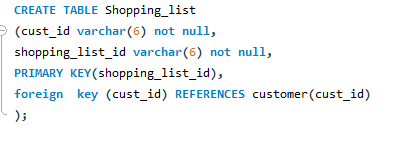 CREATE TABLE Shopping_list
(cust_id varchar(6) not null,
shopping_list_id varchar(6) not null,
PRIMARY KEY(shopping_list_id),
foreign  key (cust_id) REFERENCES customer(cust_id)
);